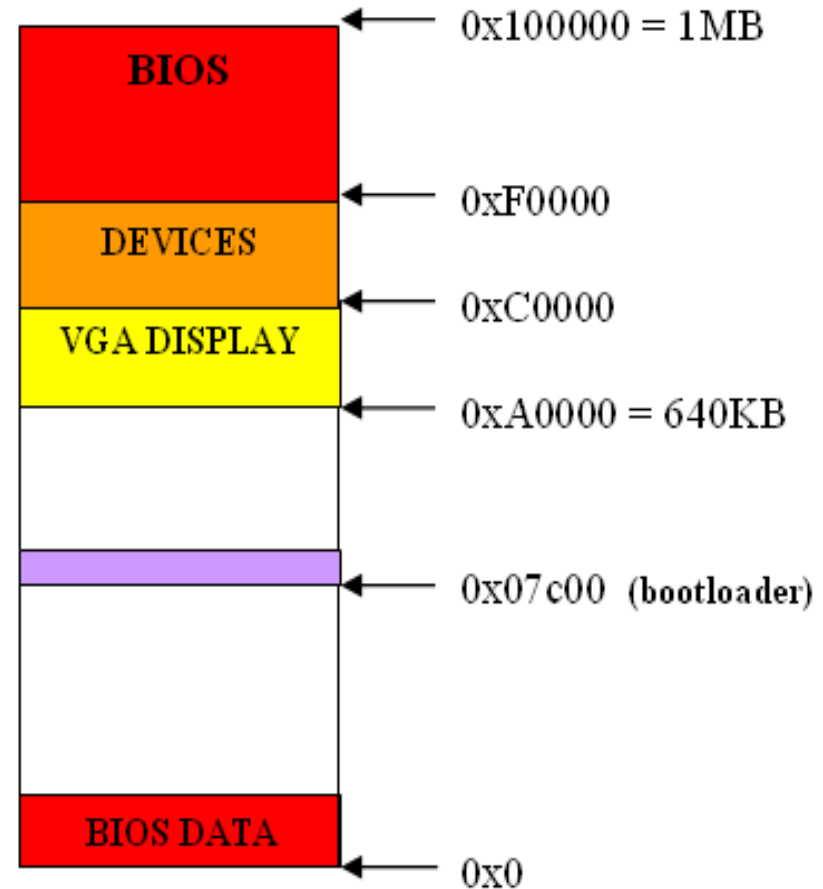 0x100000 = 1MB
BIOS
0xF0000
DEVICES
0xC0000
VGA DISPLAY
0xA0000 = 640KB
0x07c00 (bootloader)
BIOS DATA
0x0